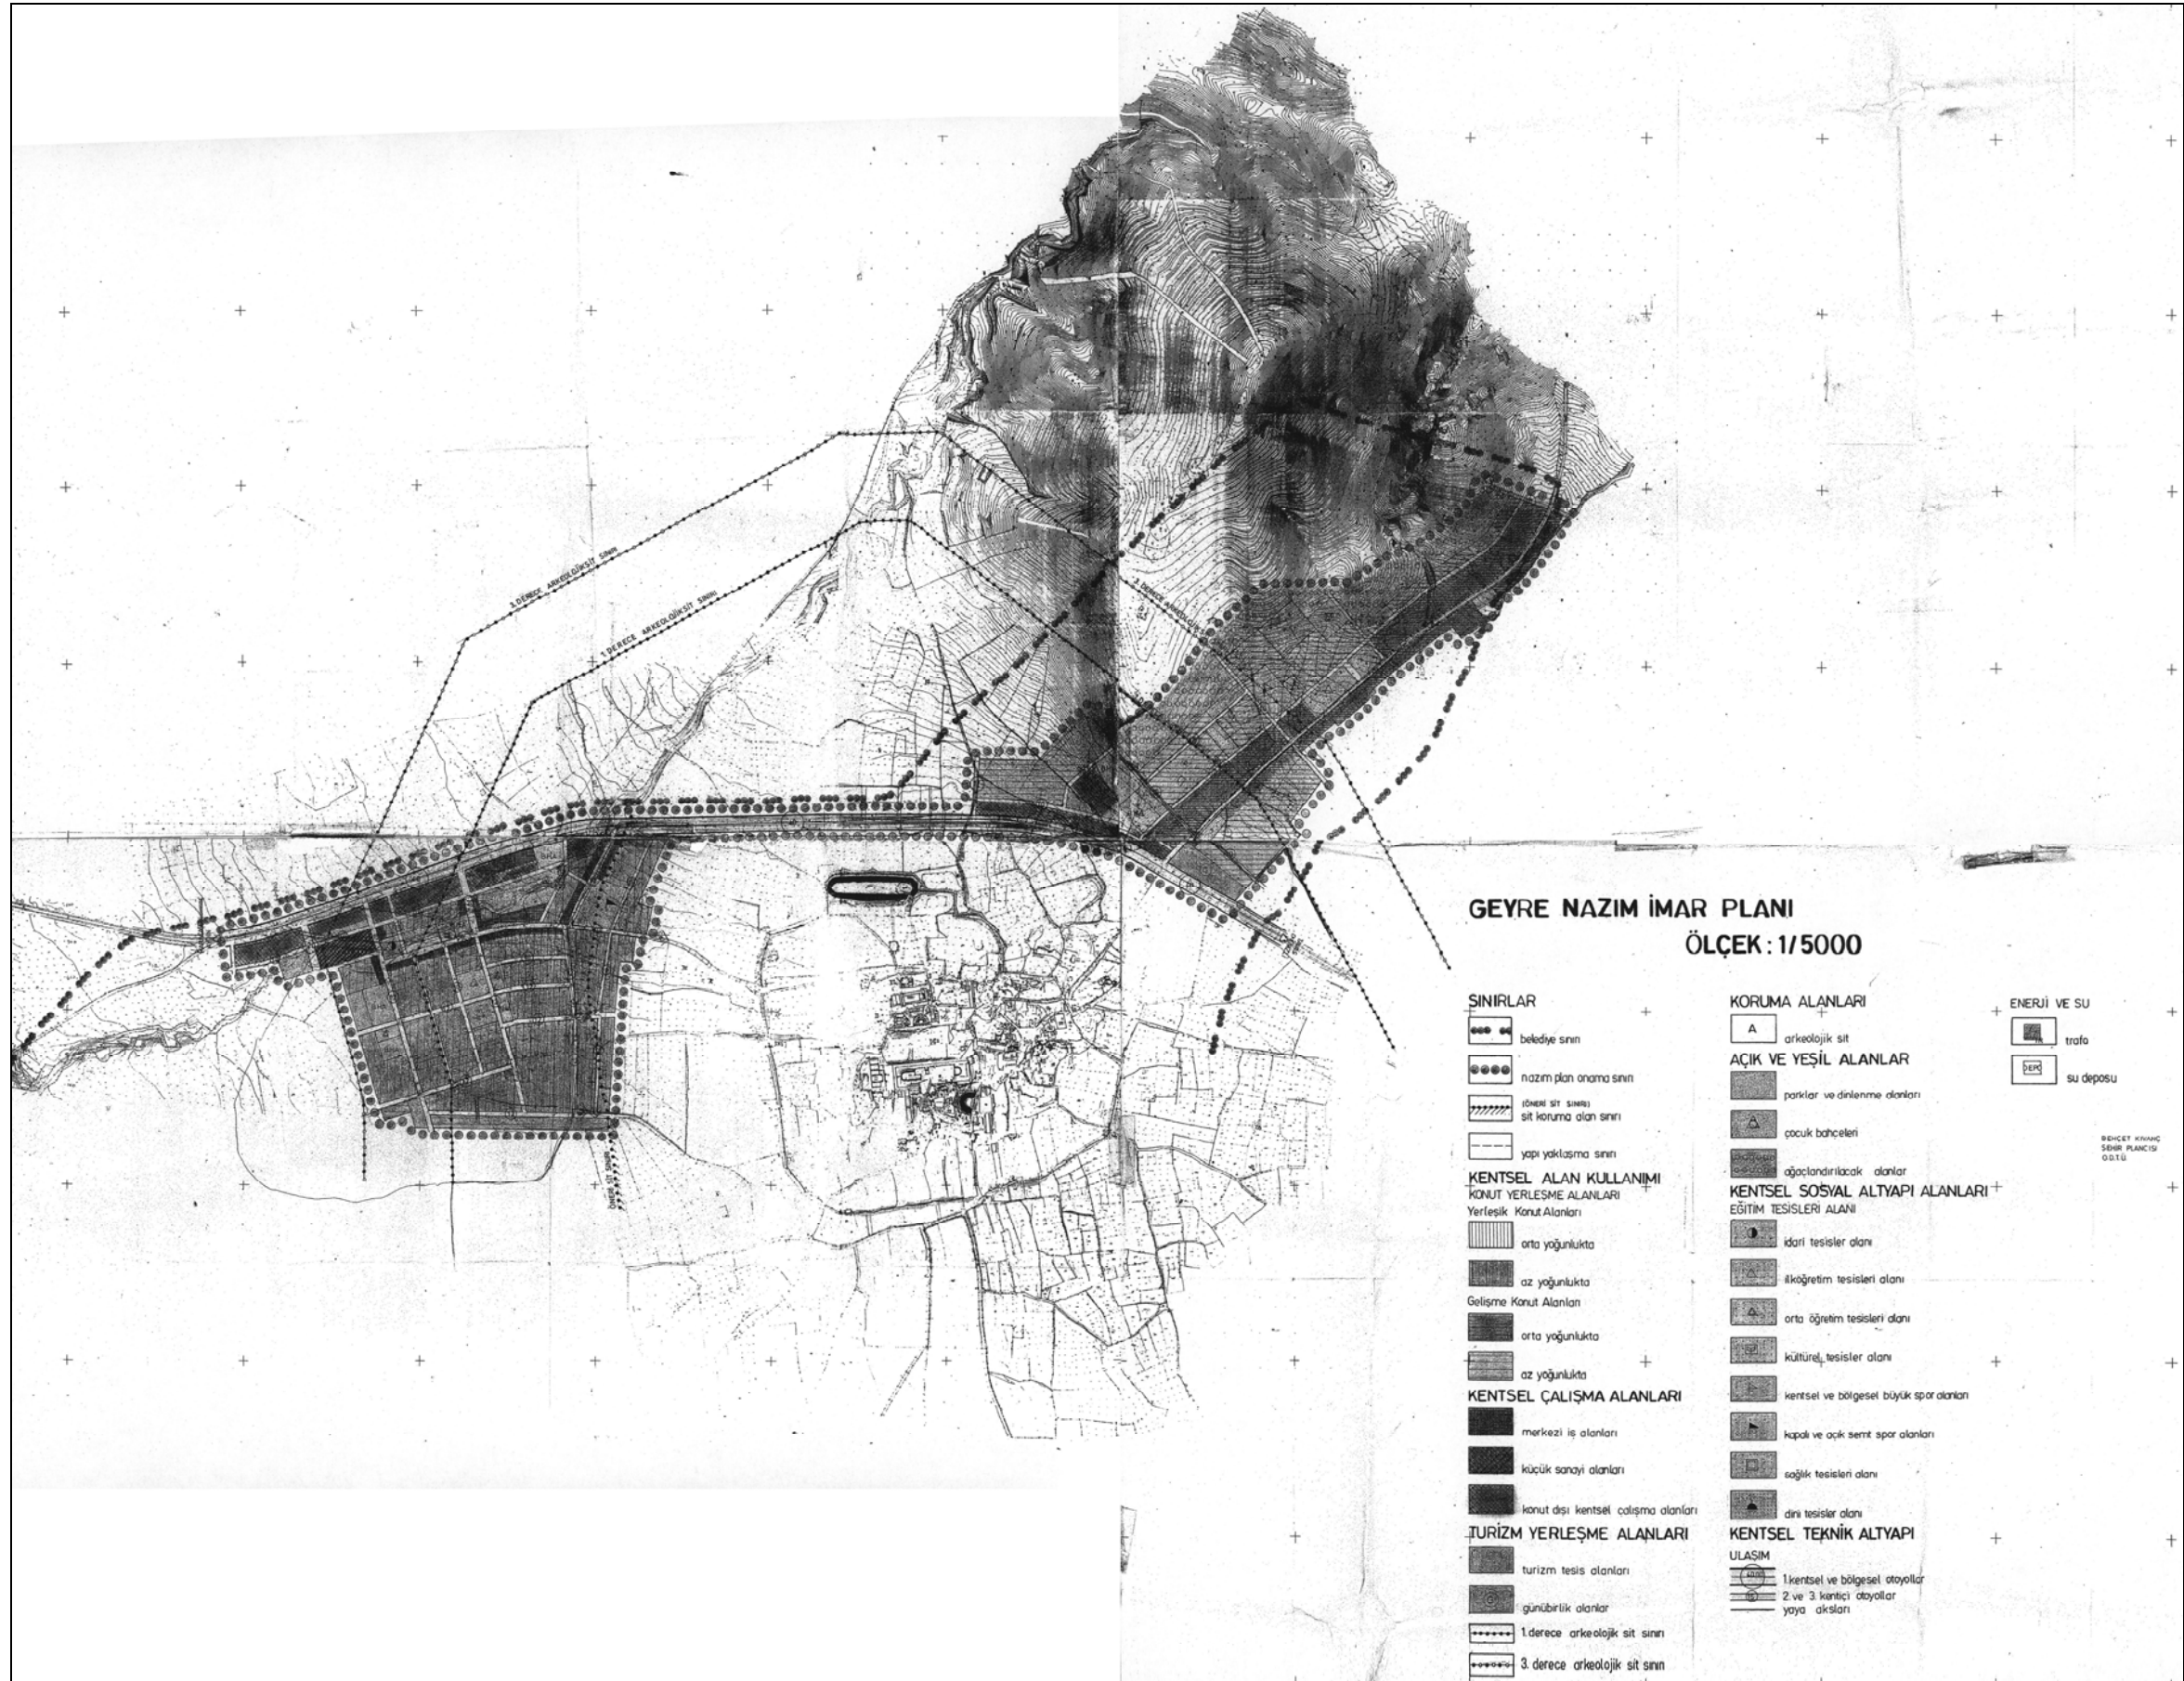 3. DERECE ARKEOLOJİK SİT SINIRI
1. DERECE ARKEOLOJİK SİT SINIRI
GEYRE NAZIM İMAR PLANI
ÖLÇEK : 1/5000
SINIRLAR
belediye sınırı
nazım plan onama sınırı
(ÖNERİ SİT SINIRI)
sit koruma alan sınırı
yapı yaklaşma sınırı
KENTSEL ALAN KULLANIMI
KONUT YERLEŞME ALANLARI
Yerleşik Konut Alanları
orta yoğunlukta
az yoğunlukta
Gelişme Konut Alanları
orta yoğunlukta
az yoğunlukta
KENTSEL ÇALIŞMA ALANLARI
merkezi iş alanları
küçük sanayi alanları
konut dışı kentsel çalışma alanları
TURİZM YERLEŞME ALANLARI
turizm tesis alanları
günübirlik alanlar
1. derece arkeolojik sit sınırı
3. derece arkeolojik sit sınırı
KORUMA ALANLARI
A
arkeolojik sit
AÇIK VE YEŞİL ALANLAR
parklar ve dinlenme alanları
çocuk bahçeleri
ağaçlandırılacak alanlar
KENTSEL SOSYAL ALTYAPI ALANLARI
EĞİTİM TESİSLERİ ALANI
idari tesisler alanı
ilköğretim tesisleri alanı
orta öğretim tesisleri alanı
kültürel tesisler alanı
kentsel ve bölgesel büyük spor alanları
kapalı ve açık semt spor alanları
sağlık tesisleri alanı
dini tesisler alanı
KENTSEL TEKNİK ALTYAPI
ULAŞIM
1. kentsel ve bölgesel otoyollar
2. ve 3. kentiçi otoyollar
yaya aksları
ENERJİ VE SU
trafo
DEPO
su deposu
BEHÇET KIVANÇ
ŞEHİR PLANCISI
O.D.T.Ü.
ÖNERİ SİT SINIRI